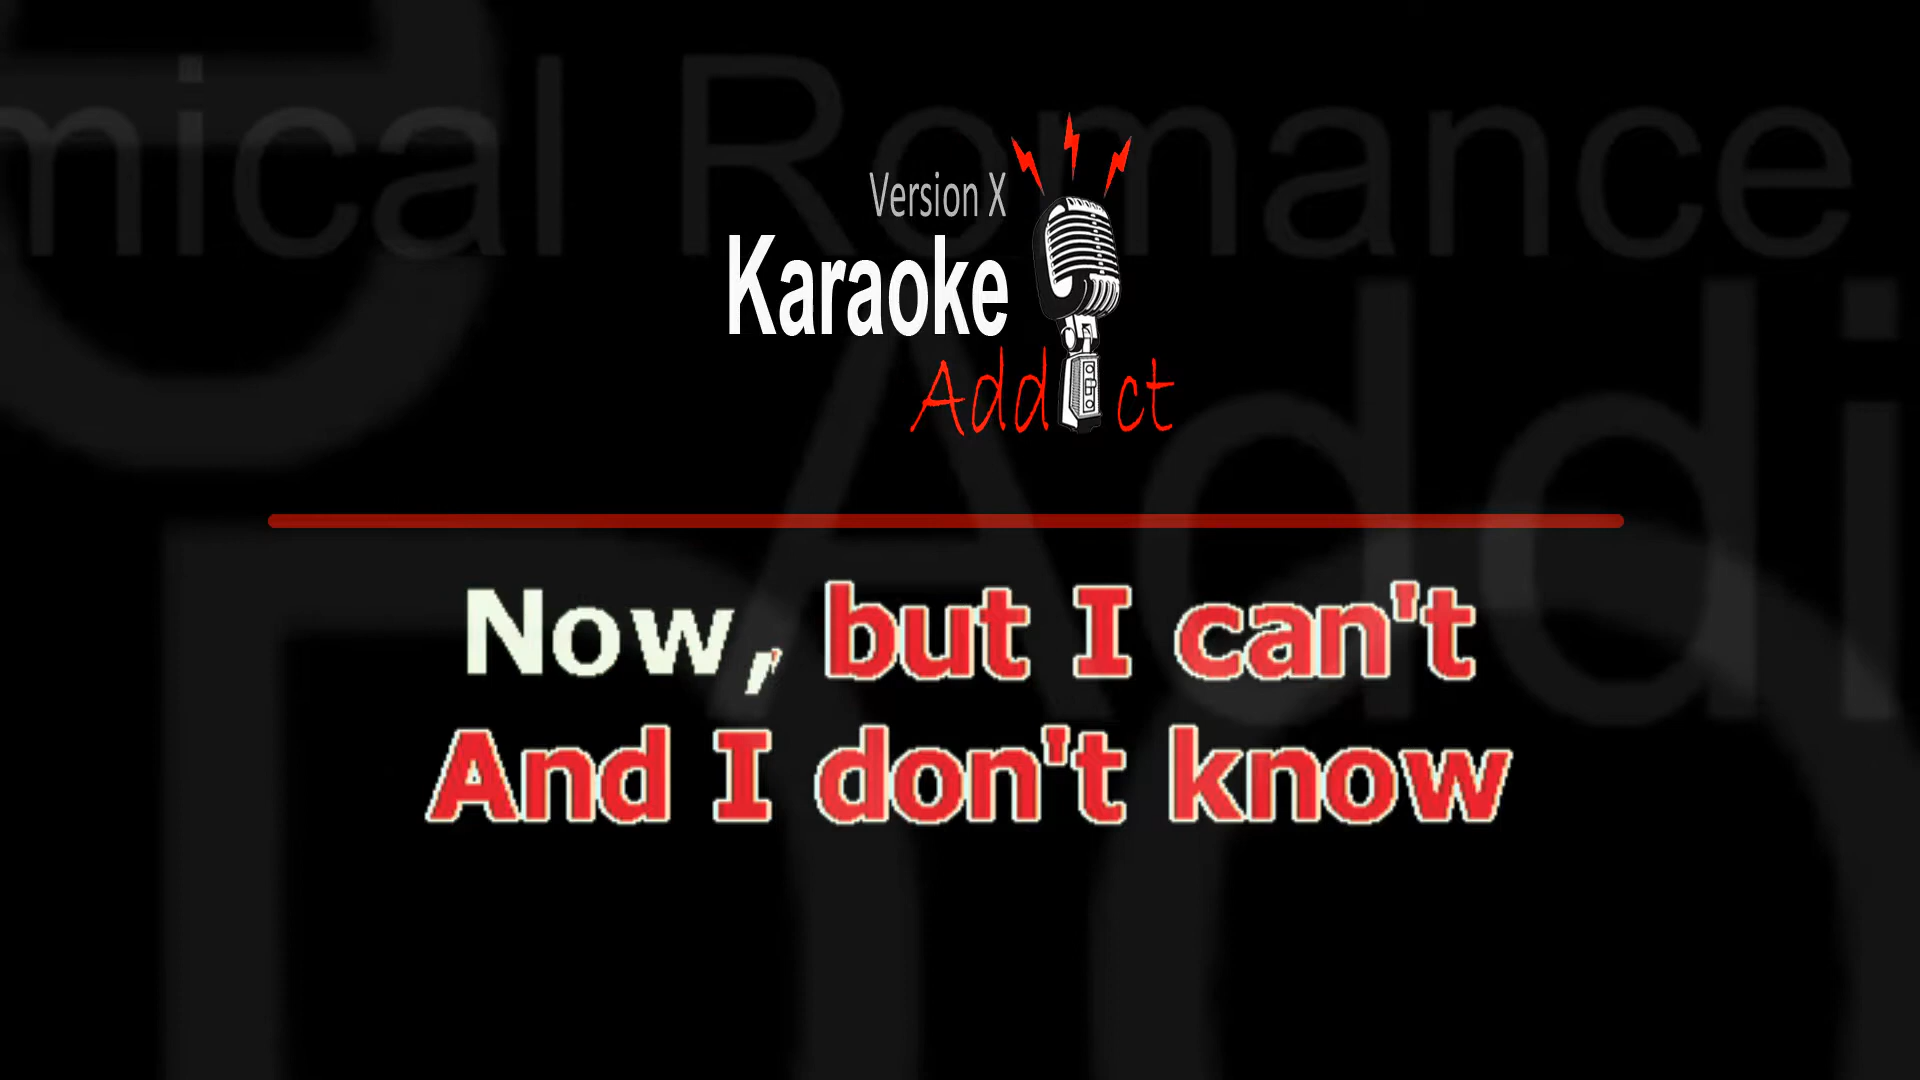 mical Romance
Version X
Karaoke
Addict
Addi
Now, but I can't
And I don't know